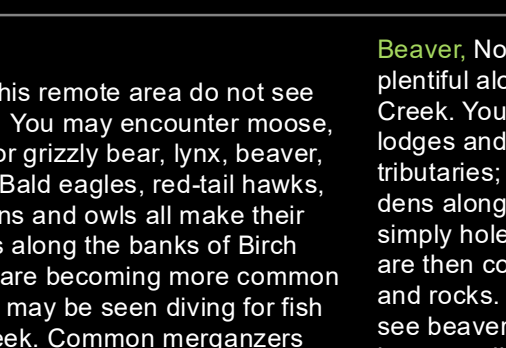 his remote area do not see
. You may encounter moose,
or grizzly bear, lynx, beaver,
Bald eagles, red-tail hawks,
ns and owls all make their
s along the banks of Birch
are becoming more common
may be seen diving for fish
eek. Common merganzers
Beaver, No
plentiful alo
Creek. You
lodges and
tributaries;
dens along
simply hole
are then co
and rocks.
see beaver